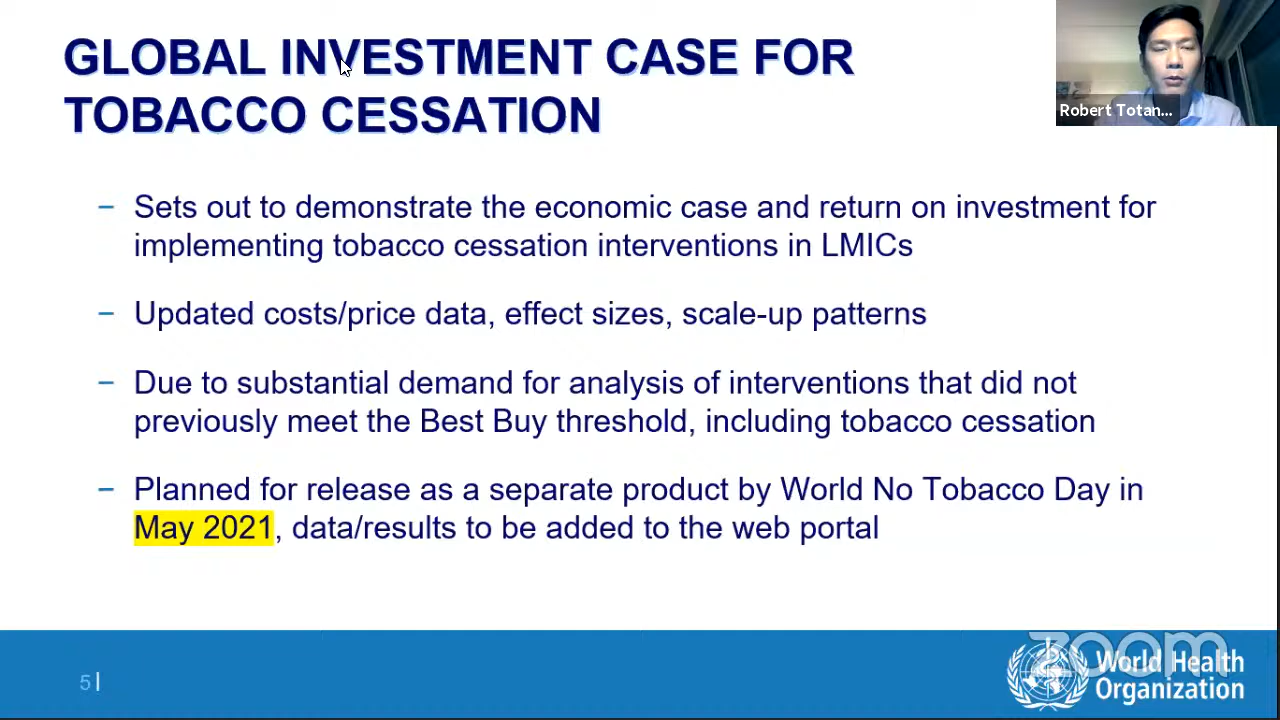 GLOBAL INVESTMENT CASE FOR
TOBACCO CESSATION
Robert Totan...
– Sets out to demonstrate the economic case and return on investment for
implementing tobacco cessation interventions in LMICs
– Updated costs/price data, effect sizes, scale-up patterns
– Due to substantial demand for analysis of interventions that did not
previously meet the Best Buy threshold, including tobacco cessation
– Planned for release as a separate product by World No Tobacco Day in
May 2021, data/results to be added to the web portal
5|
zoom
World Health
Organization